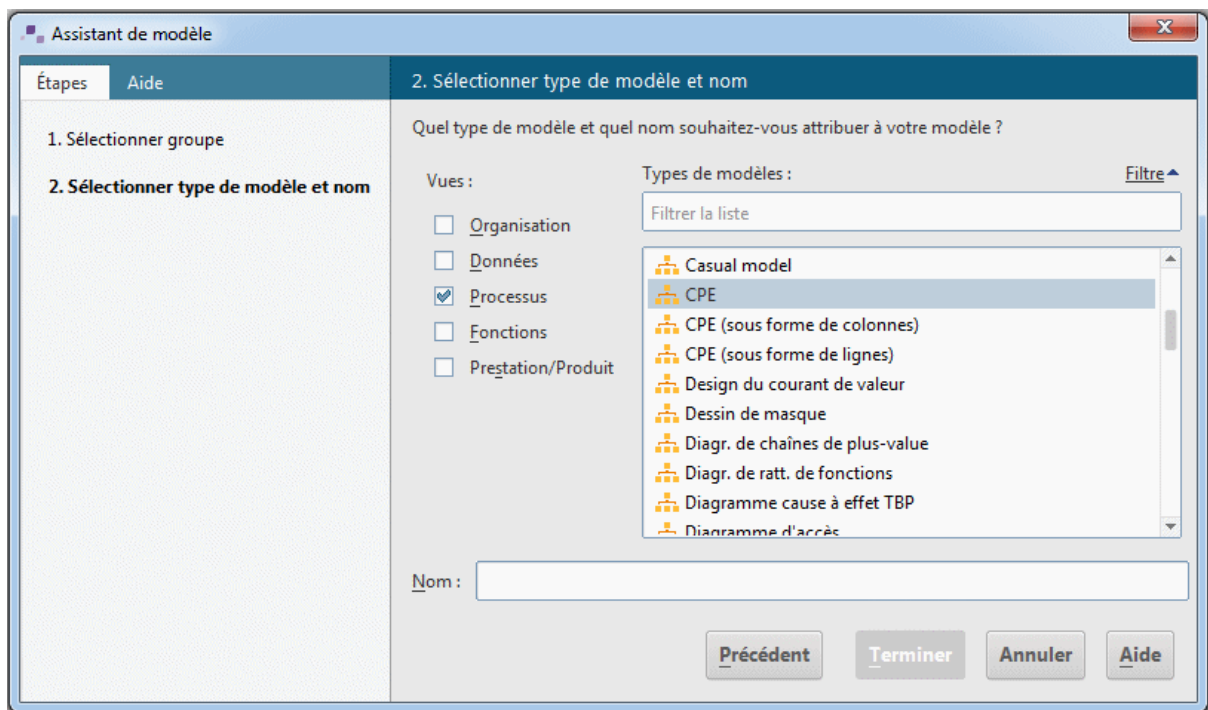 Assistant de modèle
Étapes
Aide
1. Sélectionner groupe
2. Sélectionner type de modèle et nom
2. Sélectionner type de modèle et nom
Quel type de modèle et quel nom souhaitez-vous attribuer à votre modèle ?
Vues :
Organisation
Données
Processus
Fonctions
Prestation/Produit
Types de modèles :
Filtre
Filtrer la liste
Casual model
CPE
CPE (sous forme de colonnes)
CPE (sous forme de lignes)
Design du courant de valeur
Dessin de masque
Diagr. de chaînes de plus-value
Diagr. de ratt. de fonctions
Diagramme cause à effet TBP
Diagramme d'accès
Nom :
Précédent
Terminer
Annuler
Aide